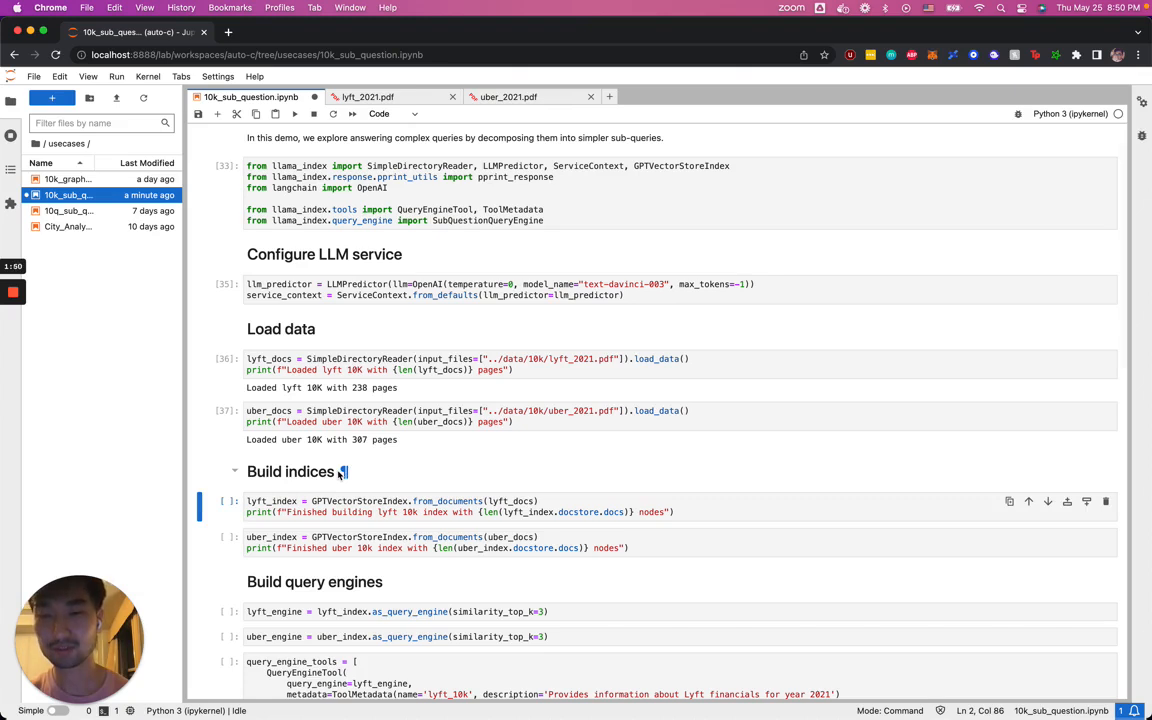 Chrome File Edit View History Bookmarks Profiles Tab Window Help zoom Thu May 25 8:50 PM
10k_sub_ques... (auto-c) - Jup
localhost:8888/lab/workspaces/auto-c/tree/usecases/10k_sub_question.ipynb
File Edit View Run Kernel Tabs Settings Help
10k_sub_question.ipynb lyft_2021.pdf uber_2021.pdf
Code Python 3 (ipykernel)
Filter files by name
/ usecases /
Name Last Modified
10k_graph... a day ago
10k_sub_q... a minute ago
10q_sub_q... 7 days ago
City_Analy... 10 days ago
1:50
In this demo, we explore answering complex queries by decomposing them into simpler sub-queries.
[33]: from llama_index import SimpleDirectoryReader, LLMPredictor, ServiceContext, GPTVectorStoreIndex
from llama_index.response.pprint_utils import pprint_response
from langchain import OpenAI
from llama_index.tools import QueryEngineTool, ToolMetadata
from llama_index.query_engine import SubQuestionQueryEngine
Configure LLM service
[35]: llm_predictor = LLMPredictor(llm=OpenAI(temperature=0, model_name="text-davinci-003", max_tokens=-1))
service_context = ServiceContext.from_defaults(llm_predictor=llm_predictor)
Load data
[36]: lyft_docs = SimpleDirectoryReader(input_files=["../data/10k/lyft_2021.pdf"]).load_data()
print(f"Loaded lyft 10K with {len(lyft_docs)} pages")
Loaded lyft 10K with 238 pages
[37]: uber_docs = SimpleDirectoryReader(input_files=["../data/10k/uber_2021.pdf"]).load_data()
print(f"Loaded uber 10K with {len(uber_docs)} pages")
Loaded uber 10K with 307 pages
Build indices ¶
[ ]: lyft_index = GPTVectorStoreIndex.from_documents(lyft_docs)
print(f"Finished building lyft 10k index with {len(lyft_index.docstore.docs)} nodes")
[ ]: uber_index = GPTVectorStoreIndex.from_documents(uber_docs)
print(f"Finished uber 10k index with {len(uber_index.docstore.docs)} nodes")
Build query engines
[ ]: lyft_engine = lyft_index.as_query_engine(similarity_top_k=3)
[ ]: uber_engine = uber_index.as_query_engine(similarity_top_k=3)
[ ]: query_engine_tools = [
QueryEngineTool(
query_engine=lyft_engine,
metadata=ToolMetadata(name='lyft_10k', description='Provides information about Lyft financials for year 2021')
Simple 0 1 Python 3 (ipykernel) | Idle Mode: Command Ln 2, Col 86 10k_sub_question.ipynb 1